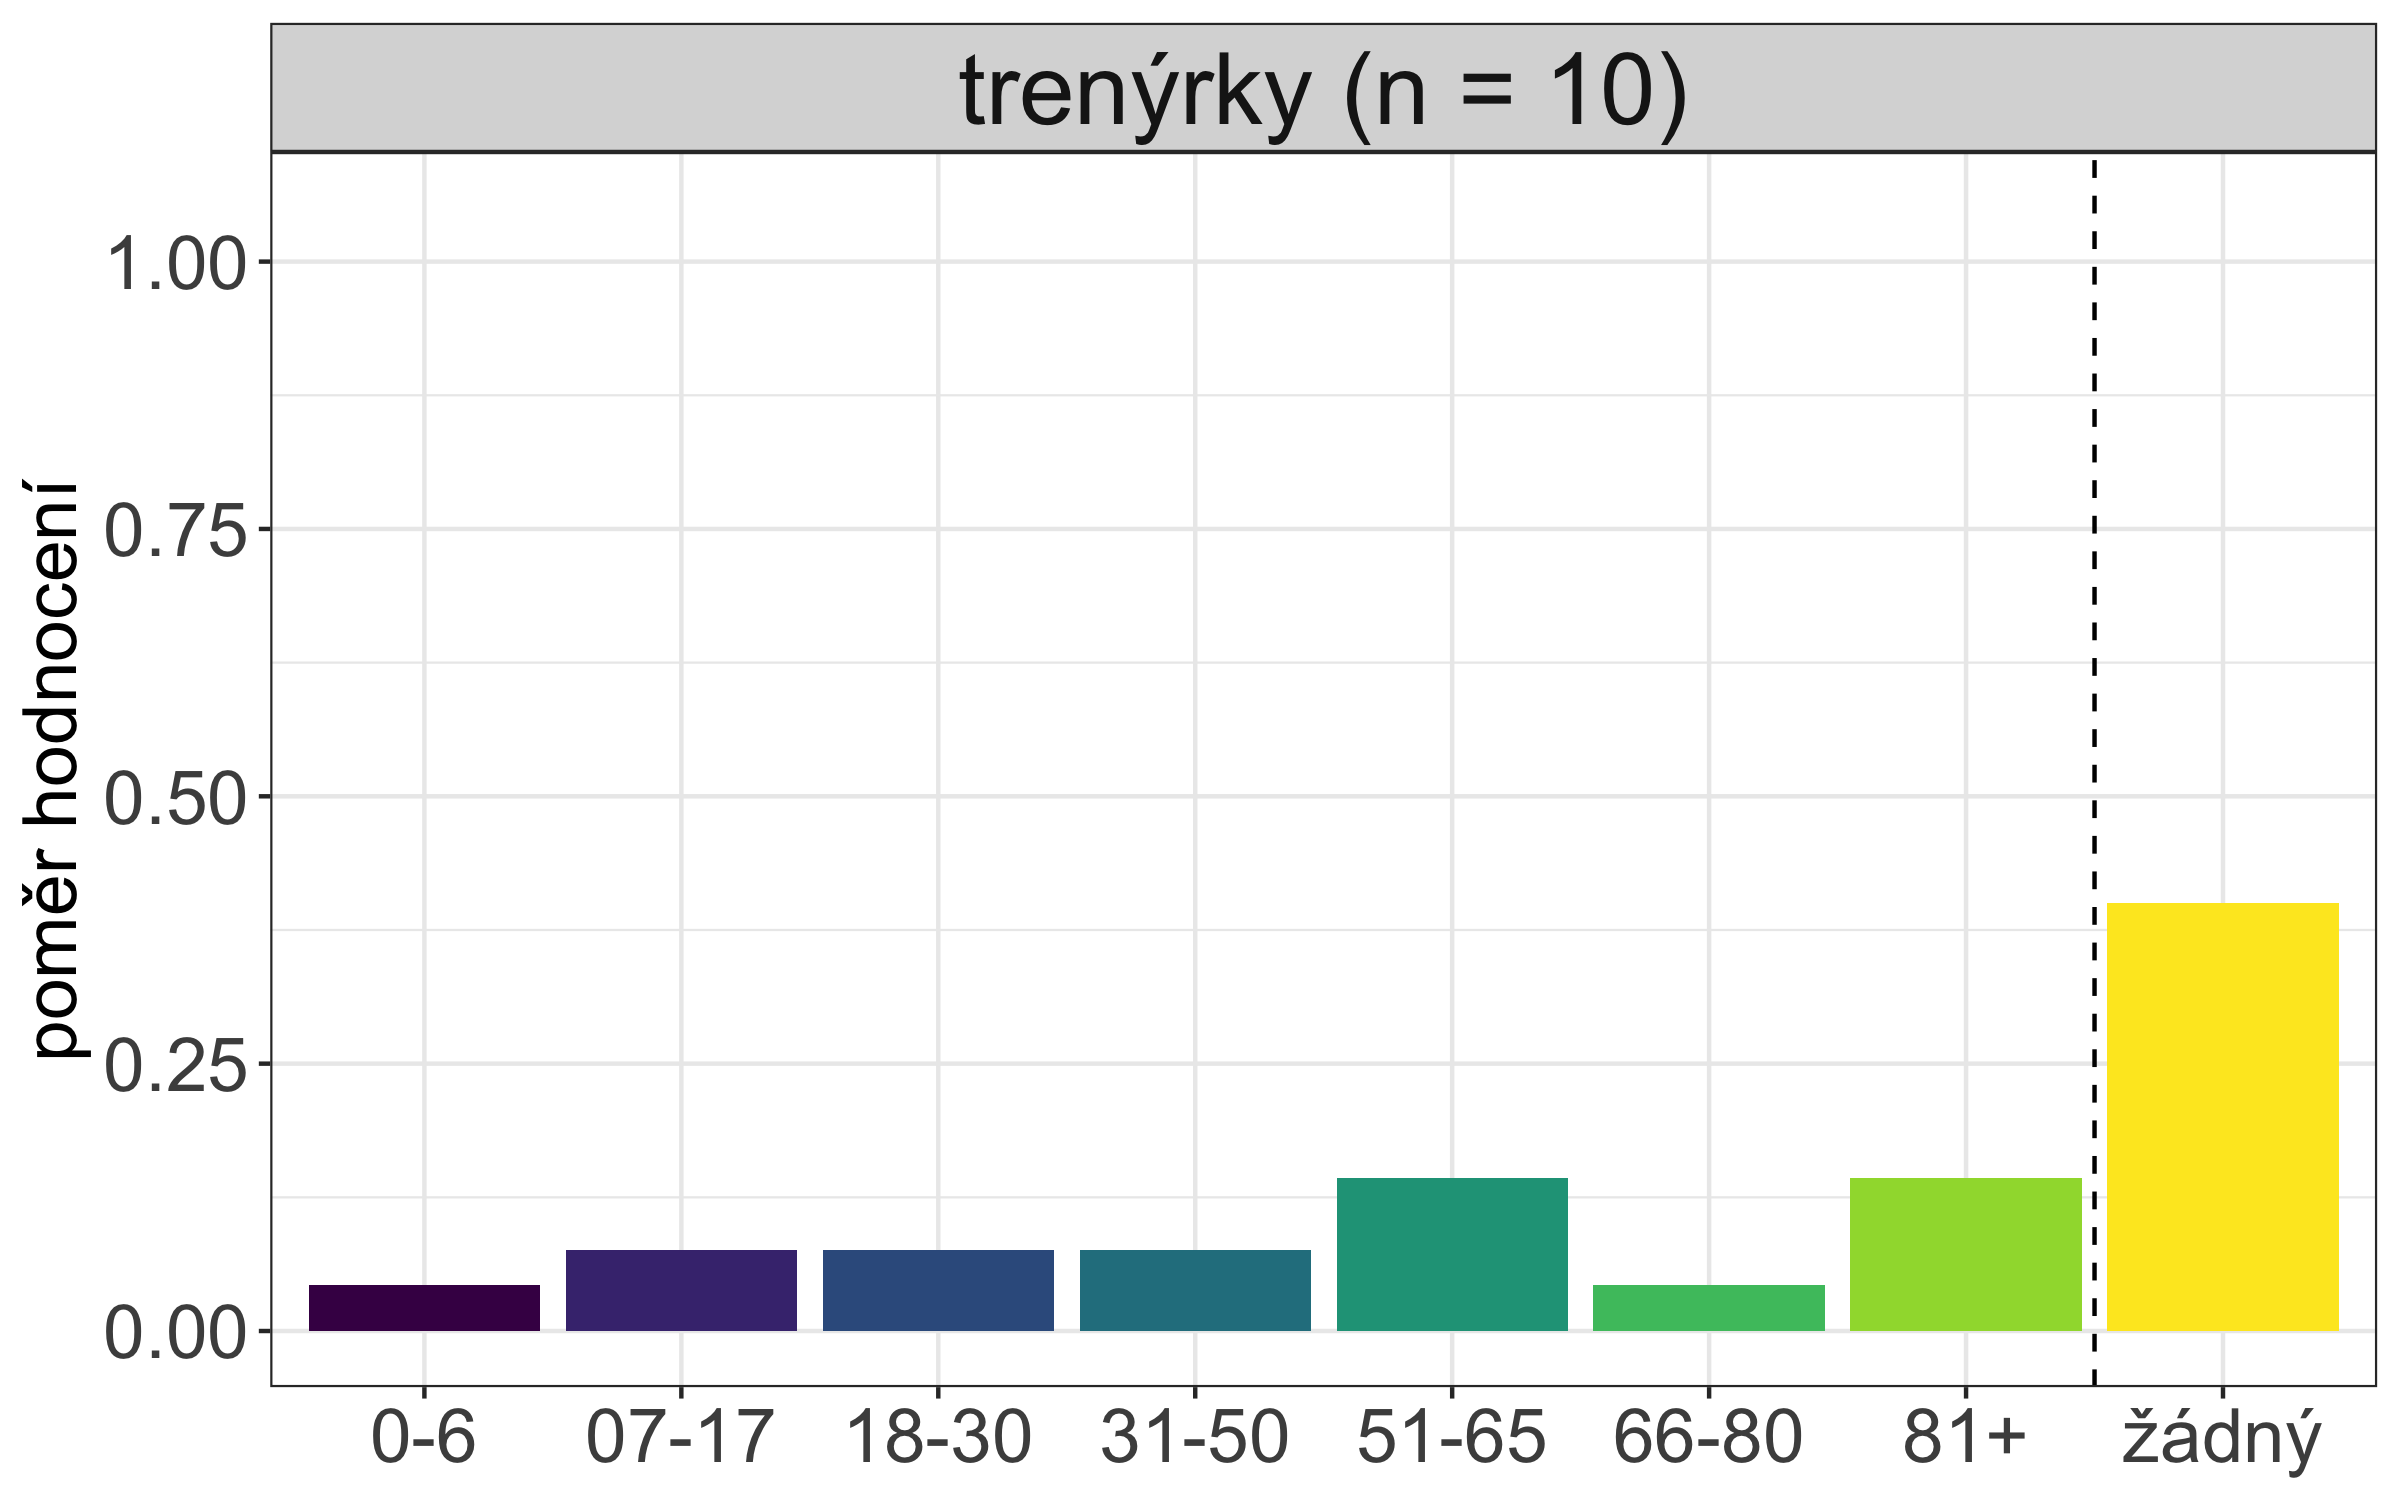 trenýrky (n = 10)
poměr hodnocení
1.00
0.75
0.50
0.25
0.00
0-6 07-17 18-30 31-50 51-65 66-80 81+ žádný